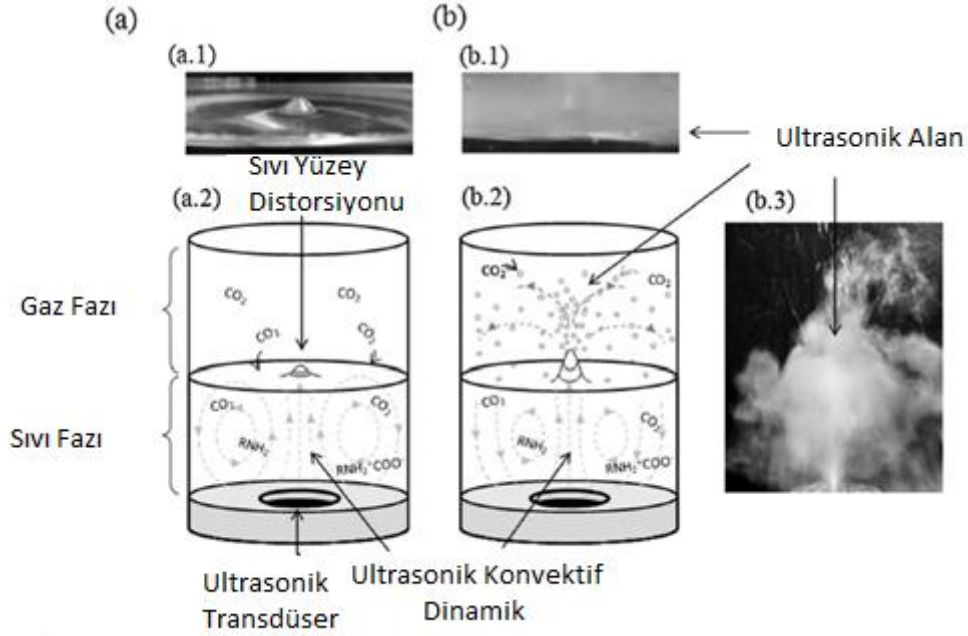 (a)
(b)
(a.1)
(b.1)
Ultrasonik Alan
Sıvı Yüzey
Distorsiyonu
(a.2)
(b.2)
(b.3)
Gaz Fazı
CO₂
CO₂
CO₂
CO₂
CO₂
CO₂
Sıvı Fazı
CO₂
CO₂
RNH₂
RNH₂⁺COO⁻
CO₂
CO₂
RNH₂
RNH₂⁺COO⁻
Ultrasonik
Transdüser
Ultrasonik Konvektif
Dinamik